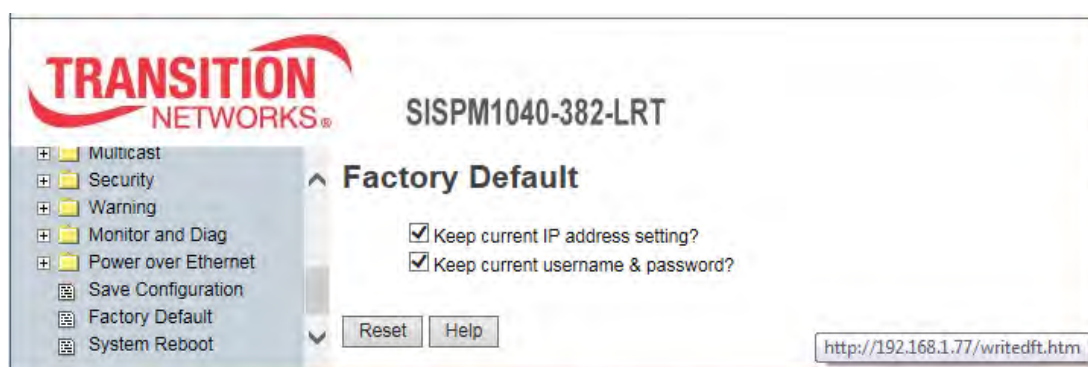 TRANSITION
NETWORKS®
SISPM1040-382-LRT
Multicast
Security
Warning
Monitor and Diag
Power over Ethernet
Save Configuration
Factory Default
System Reboot
Factory Default
Keep current IP address setting?
Keep current username & password?
Reset Help
http://192.168.1.77/writedft.htm